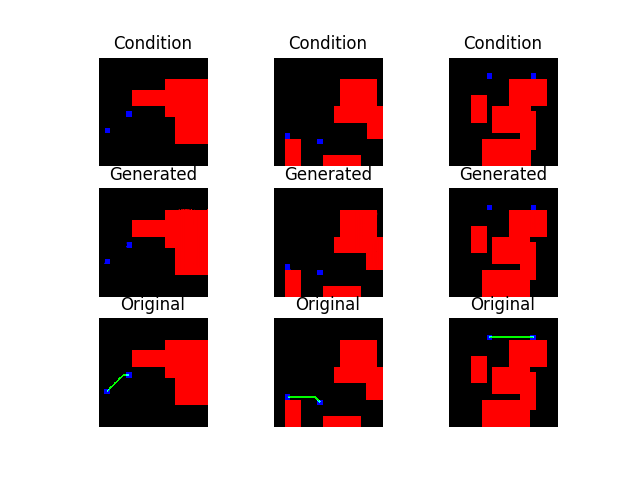 Condition Condition Condition
Generated Generated Generated
Original Original Original